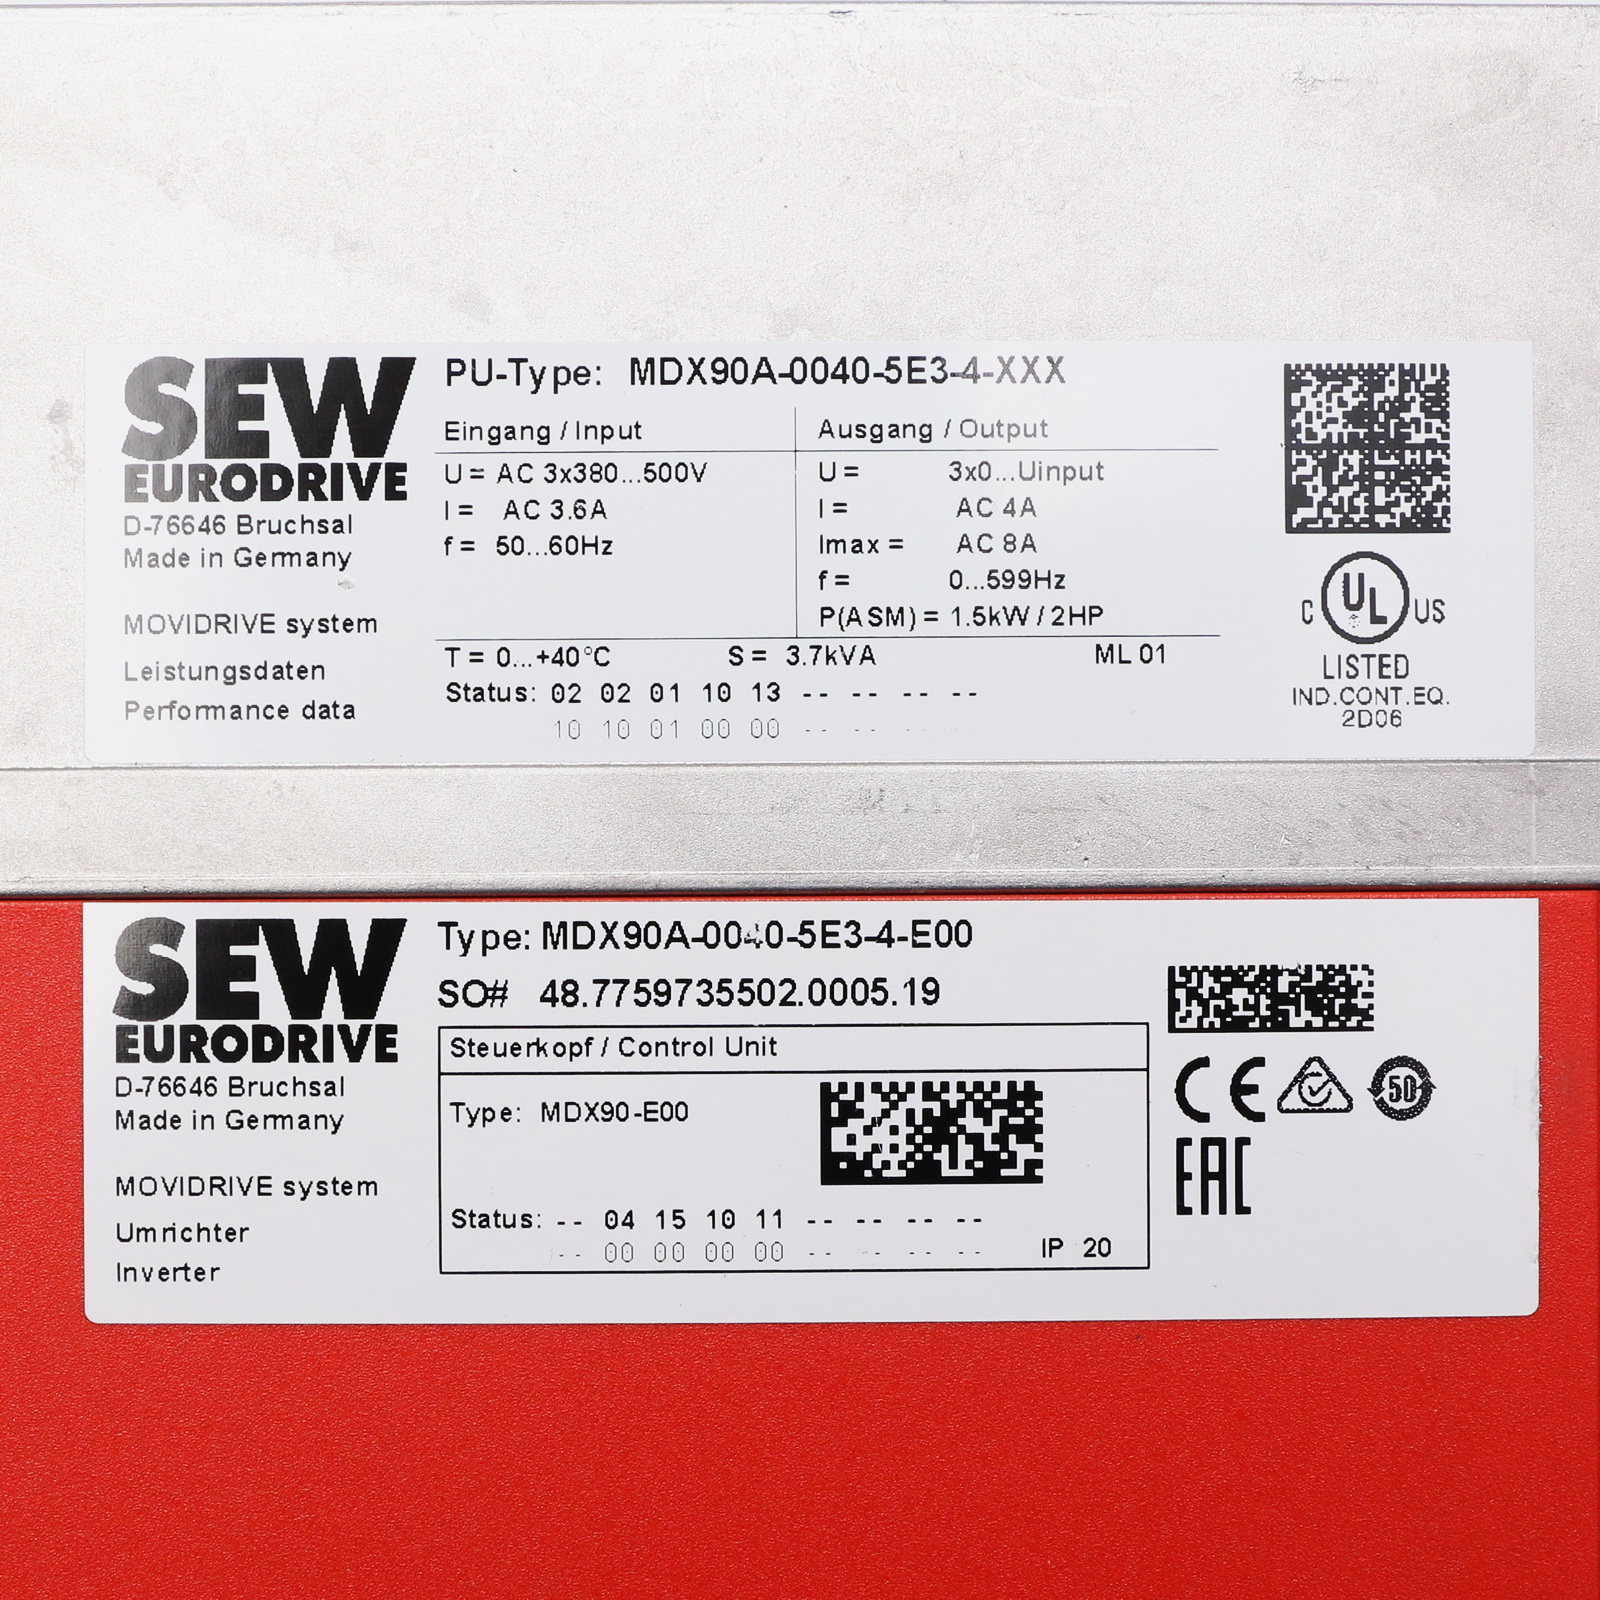 SEW
EURODRIVE
D-76646 Bruchsal
Made in Germany
MOVIDRIVE system
Leistungsdaten
Performance data
PU-Type: MDX90A-0040-5E3-4-XXX
Eingang / Input
U = AC 3x380...500V
I = AC 3.6A
f = 50...60Hz
Ausgang / Output
U = 3x0...Uinput
I = AC 4A
Imax = AC 8A
f = 0...599Hz
P(ASM) = 1.5kW / 2HP
T = 0...+40°C S = 3.7kVA ML 01
Status: 02 02 01 10 13 -- -- -- --
10 10 01 00 00 -- -- -- --
C UL US
LISTED
IND.CONT.EQ.
2D06
SEW
EURODRIVE
D-76646 Bruchsal
Made in Germany
MOVIDRIVE system
Umrichter
Inverter
Type: MDX90A-0040-5E3-4-E00
SO# 48.7759735502.0005.19
Steuerkopf / Control Unit
Type: MDX90-E00
Status: -- 04 15 10 11 -- -- -- --
-- 00 00 00 00 -- -- -- --
IP 20
CE
50
EAC